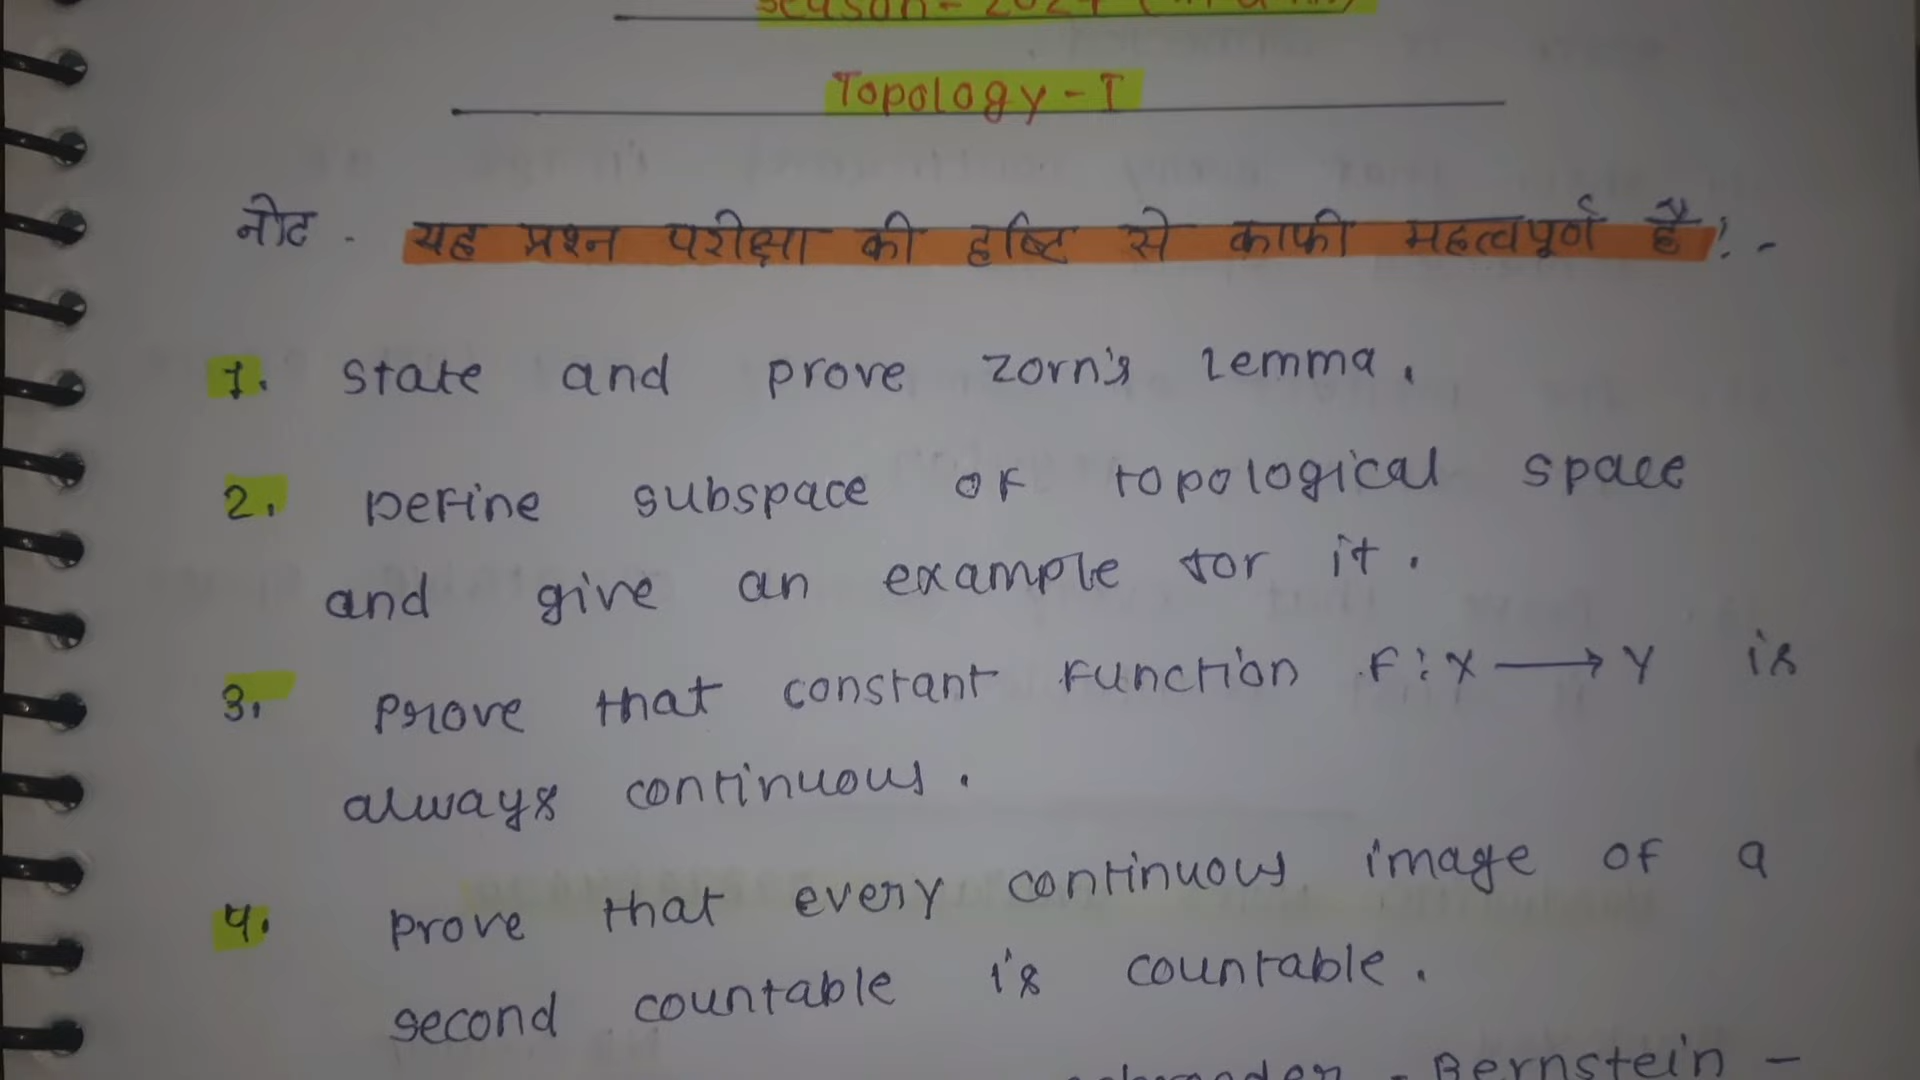 Season - 2024
Topology - I
नोट - यह प्रश्न परीक्षा की दृष्टि से काफी महत्वपूर्ण है! -
1. State and prove zorn's lemma.
2. Define subspace of topological space
and give an example for it.
3. Prove that constant function F: X → Y is
always continuous.
4. Prove that every continuous image of a
second countable is countable.
Bernstein -